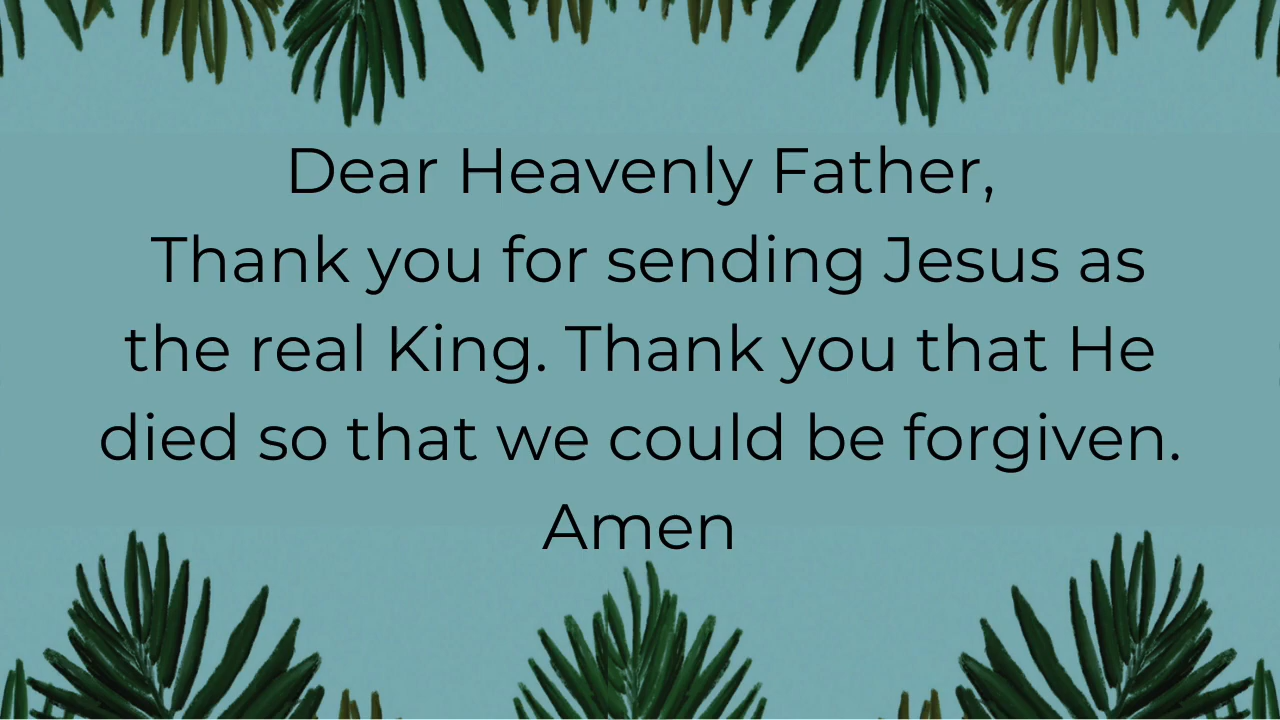 Dear Heavenly Father,
Thank you for sending Jesus as
the real King. Thank you that He
died so that we could be forgiven.
Amen